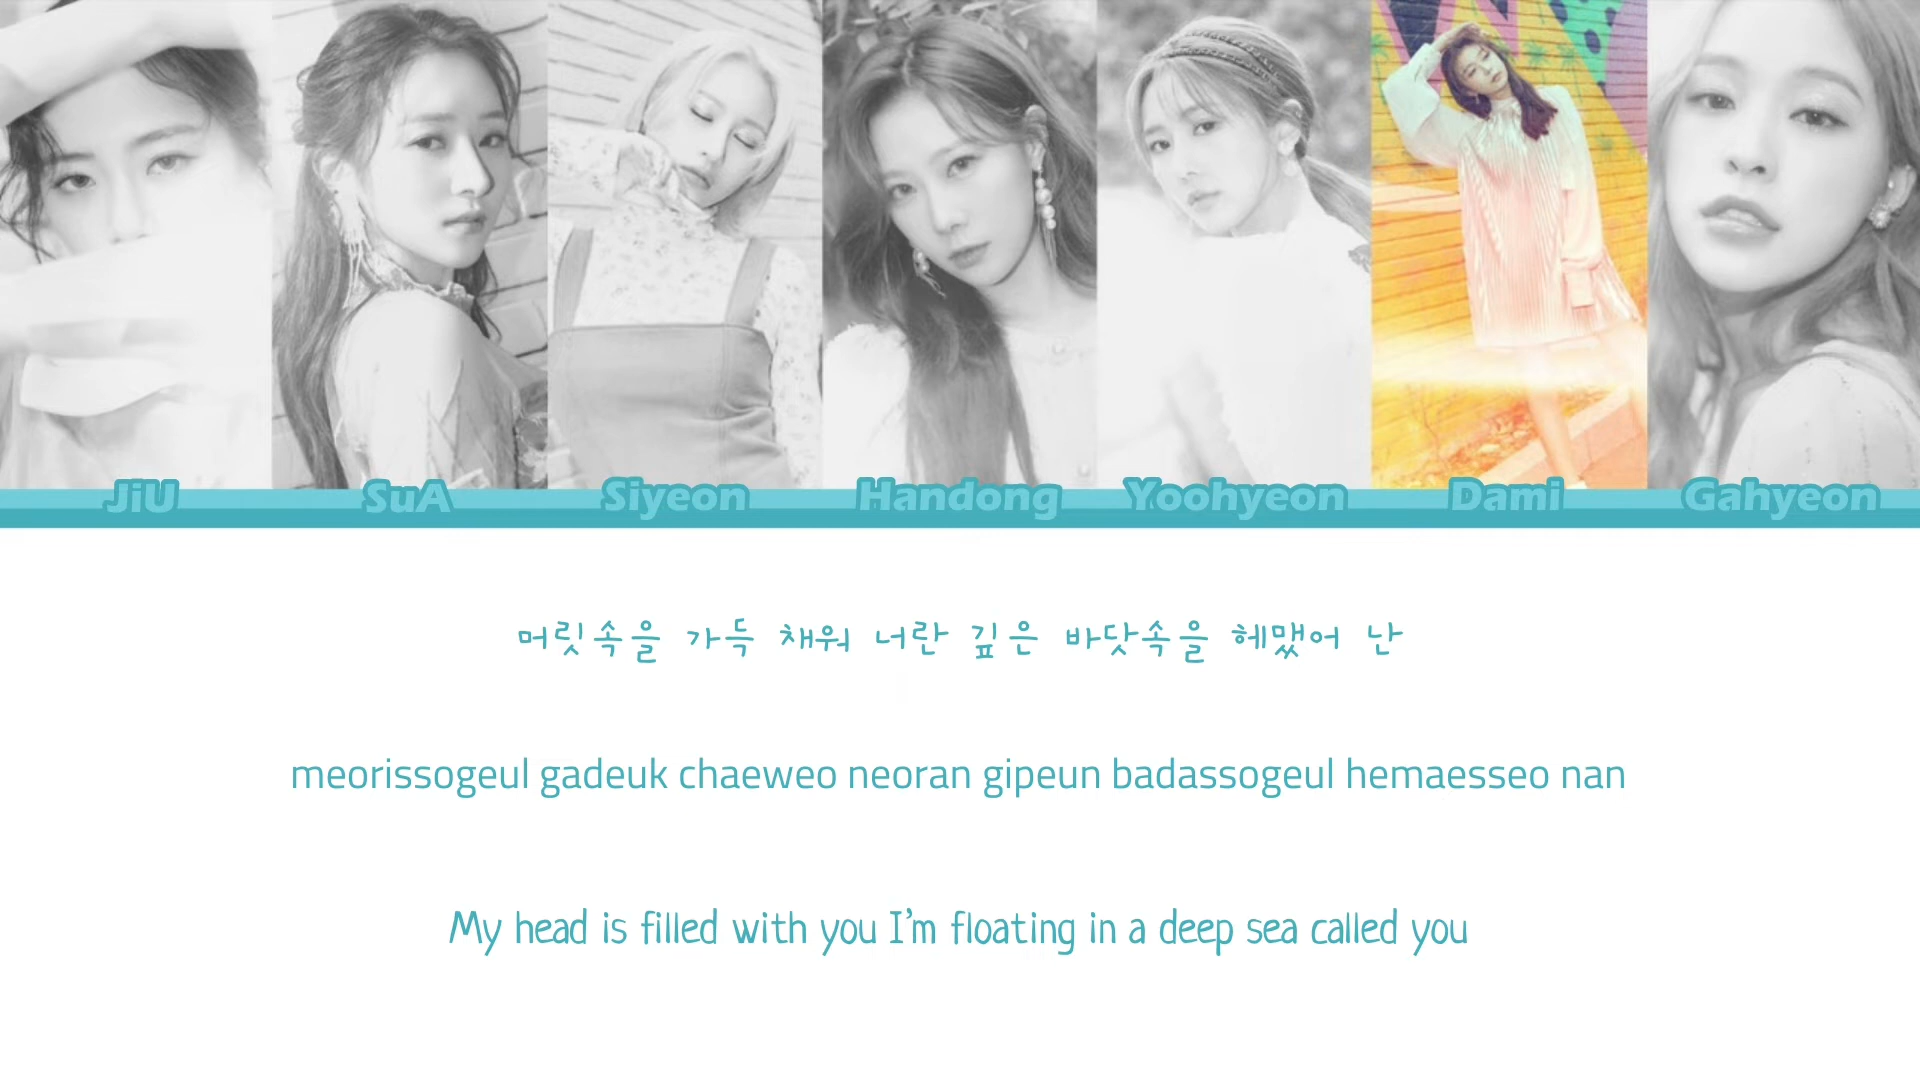 JiU SuA Siyeon Handong Yoohyeon Dami Gahyeon
머릿속을 가득 채워 너란 깊은 바닷속을 헤맸어 난
meorissogeul gadeuk chaeweo neoran gipeun badassogeul hemaesseo nan
My head is filled with you I'm floating in a deep sea called you